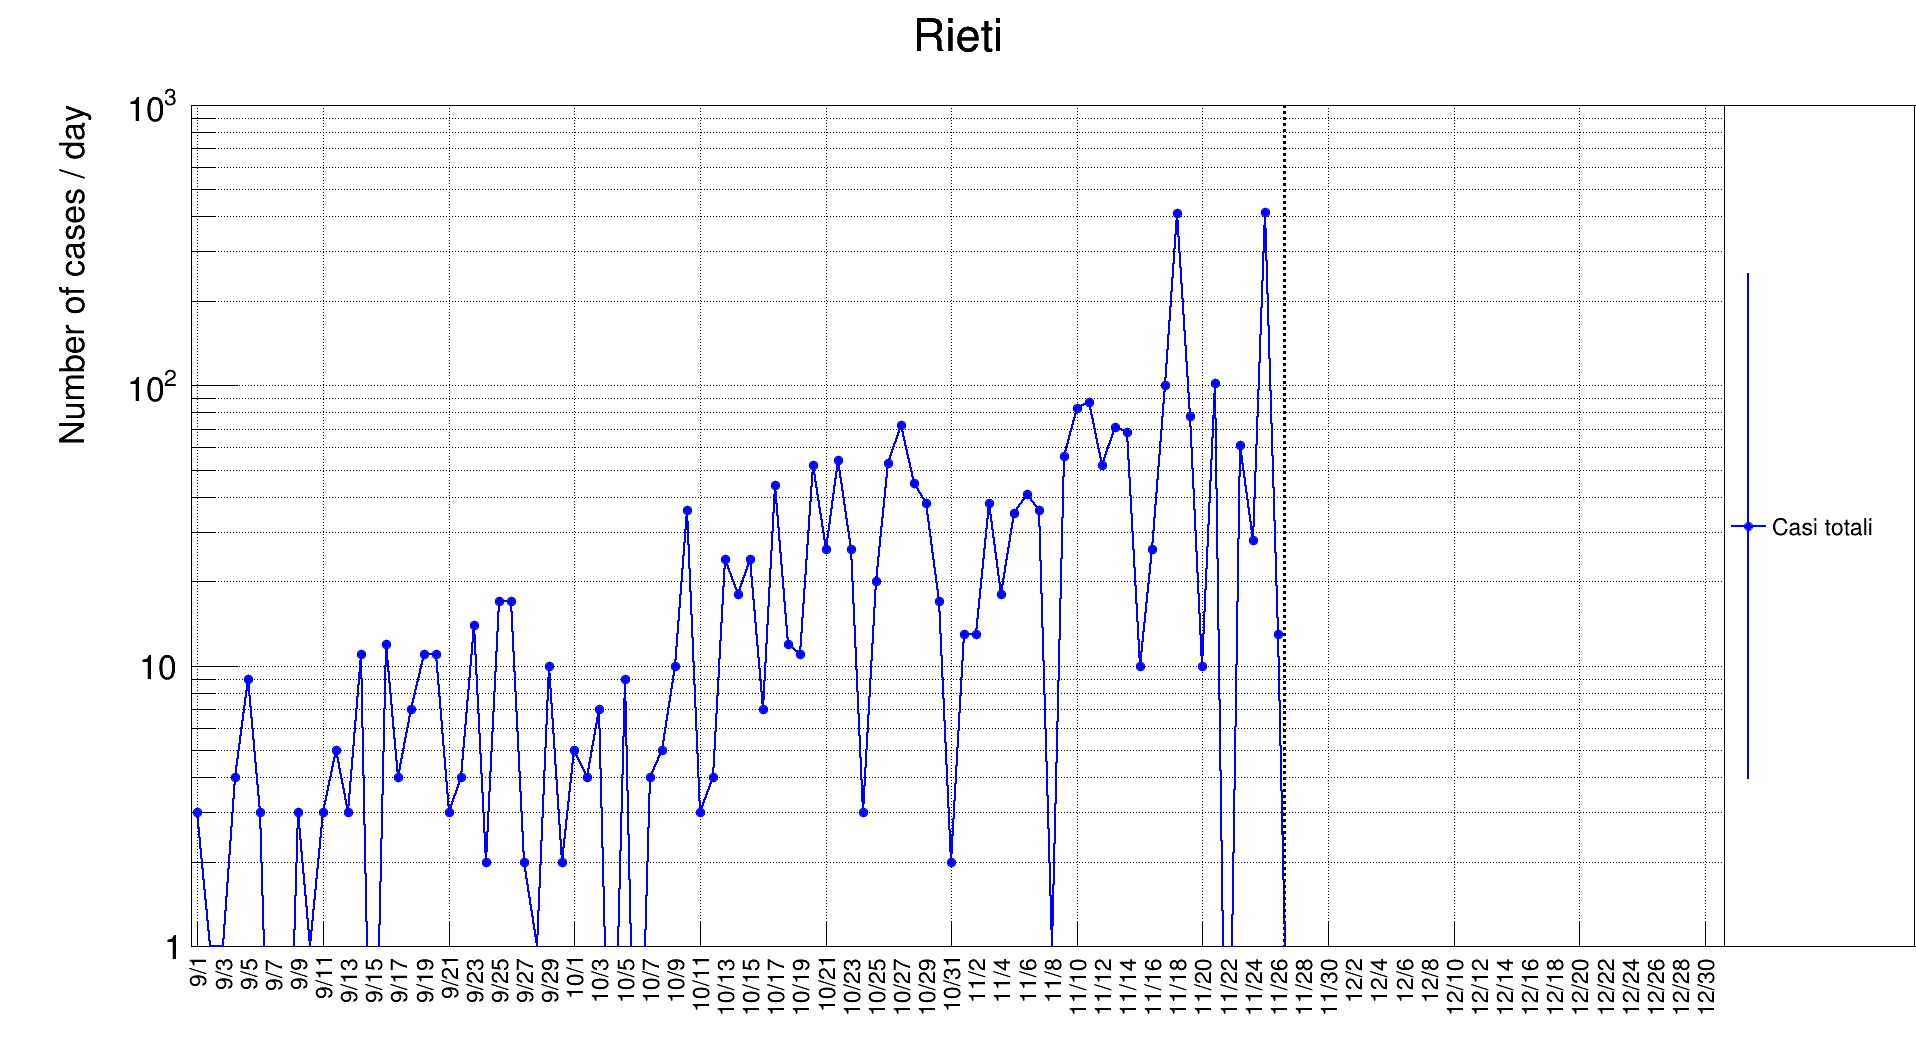 Rieti
Number of cases / day
10³
10²
10
1
9/1 9/3 9/5 9/7 9/9 9/11 9/13 9/15 9/17 9/19 9/21 9/23 9/25 9/27 9/29 10/1 10/3 10/5 10/7 10/9 10/11 10/13 10/15 10/17 10/19 10/21 10/23 10/25 10/27 10/29 10/31 11/2 11/4 11/6 11/8 11/10 11/12 11/14 11/16 11/18 11/20 11/22 11/24 11/26 11/28 11/30 12/2 12/4 12/6 12/8 12/10 12/12 12/14 12/16 12/18 12/20 12/22 12/24 12/26 12/28 12/30
Casi totali